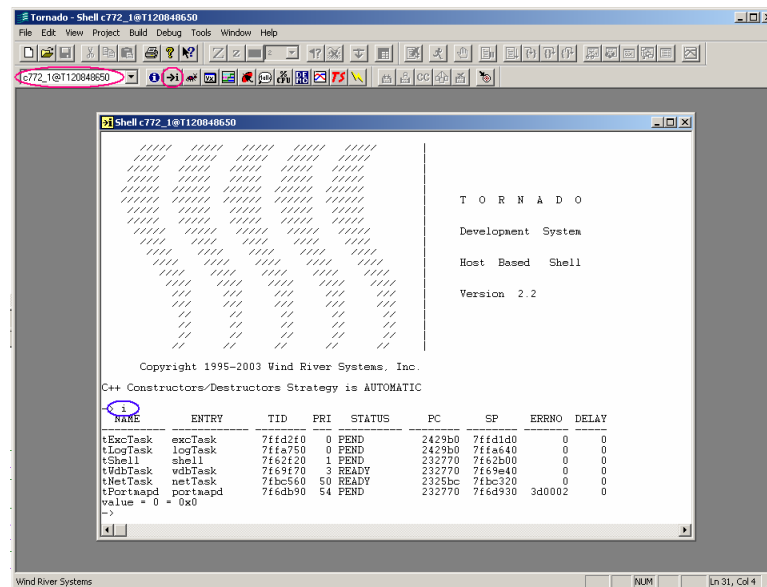 Tornado - Shell c772_1@T120848650
File Edit View Project Build Debug Tools Window Help
c772_1@T120848650
Shell c772_1@T120848650
T O R N A D O
Development System
Host Based Shell
Version 2.2
Copyright 1995-2003 Wind River Systems, Inc.
C++ Constructors/Destructors Strategy is AUTOMATIC
-> i
NAME ENTRY TID PRI STATUS PC SP ERRNO DELAY
tExcTask excTask 7ffd2f0 0 PEND 2429b0 7ffd1d0 0 0
tLogTask logTask 7ffa750 0 PEND 2429b0 7ffa640 0 0
tShell shell 7f62f20 1 PEND 232770 7f62b00 0 0
tWdbTask wdbTask 7f69f70 3 READY 232770 7f69e40 0 0
tNetTask netTask 7fbc560 50 READY 2325bc 7fbc320 0 0
tPortmapd portmapd 7f6db90 54 PEND 232770 7f6d930 3d0002 0
value = 0 = 0x0
->
Wind River Systems NUM Ln 31, Col 4